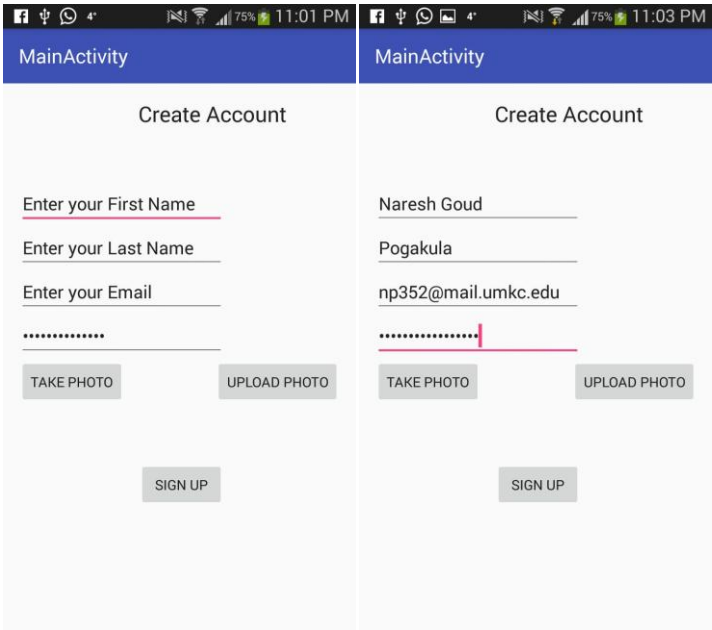 4° 75% 11:01 PM
MainActivity
Create Account
Enter your First Name
Enter your Last Name
Enter your Email
••••••••••••••
TAKE PHOTO UPLOAD PHOTO
SIGN UP
4° 75% 11:03 PM
MainActivity
Create Account
Naresh Goud
Pogakula
np352@mail.umkc.edu
•••••••••••••••••
TAKE PHOTO UPLOAD PHOTO
SIGN UP